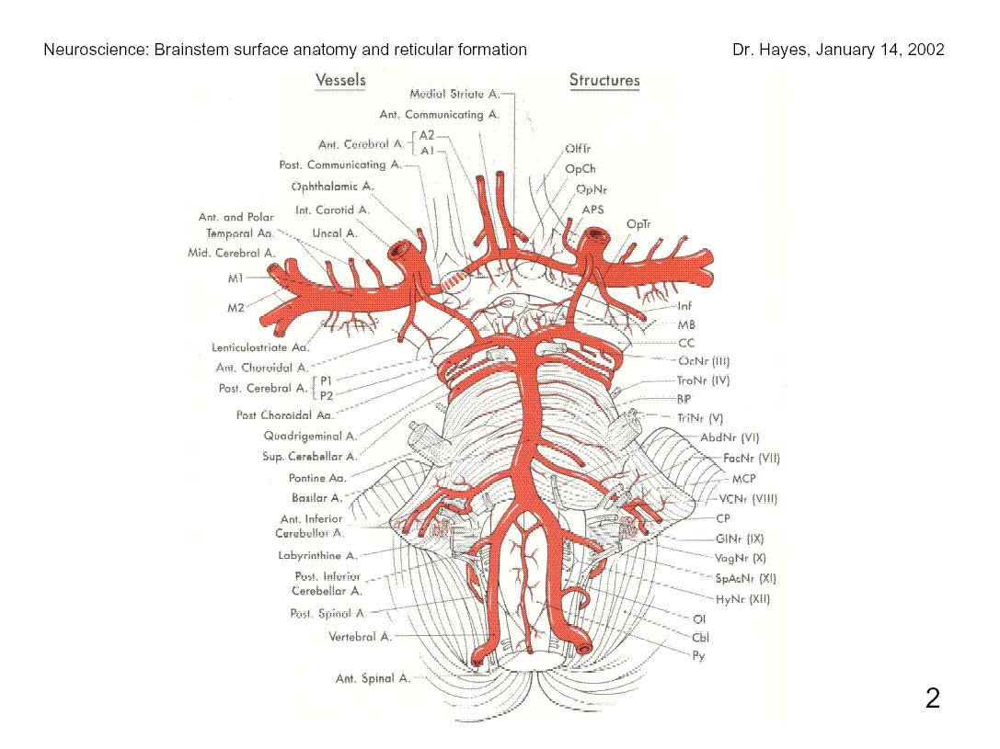 Neuroscience: Brainstem surface anatomy and reticular formation
Dr. Hayes, January 14, 2002
Vessels
Medial Striate A.
Ant. Communicating A.
Ant. Cerebral A.
A2
A1
Post. Communicating A.
Ophthalamic A.
Int. Carotid A.
Ant. and Polar
Temporal Aa.
Uncal A.
Mid. Cerebral A.
M1
M2
Lenticulostriate Aa.
Ant. Choroidal A.
Post. Cerebral A.
P1
P2
Post Choroidal Aa.
Quadrigeminal A.
Sup. Cerebellar A.
Pontine Aa.
Basilar A.
Ant. Inferior
Cerebellar A.
Labyrinthine A.
Post. Inferior
Cerebellar A.
Post. Spinal A.
Vertebral A.
Ant. Spinal A.
Structures
OlfTr
OpCh
OpNr
APS
OpTr
Inf
MB
CC
OcNr (III)
TroNr (IV)
BP
TriNr (V)
AbdNr (VI)
FacNr (VII)
MCP
VCNr (VIII)
CP
GlNr (IX)
VagNr (X)
SpAcNr (XI)
HyNr (XII)
Ol
Cbl
Py
2